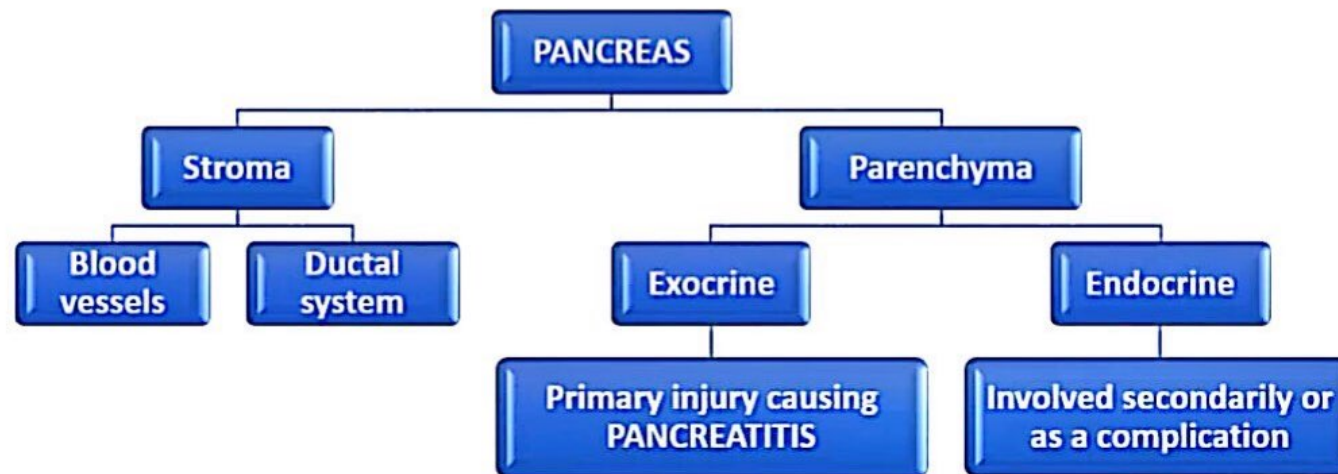 PANCREAS
Stroma
Parenchyma
Blood
vessels
Ductal
system
Exocrine
Endocrine
Primary injury causing
PANCREATITIS
Involved secondarily or
as a complication